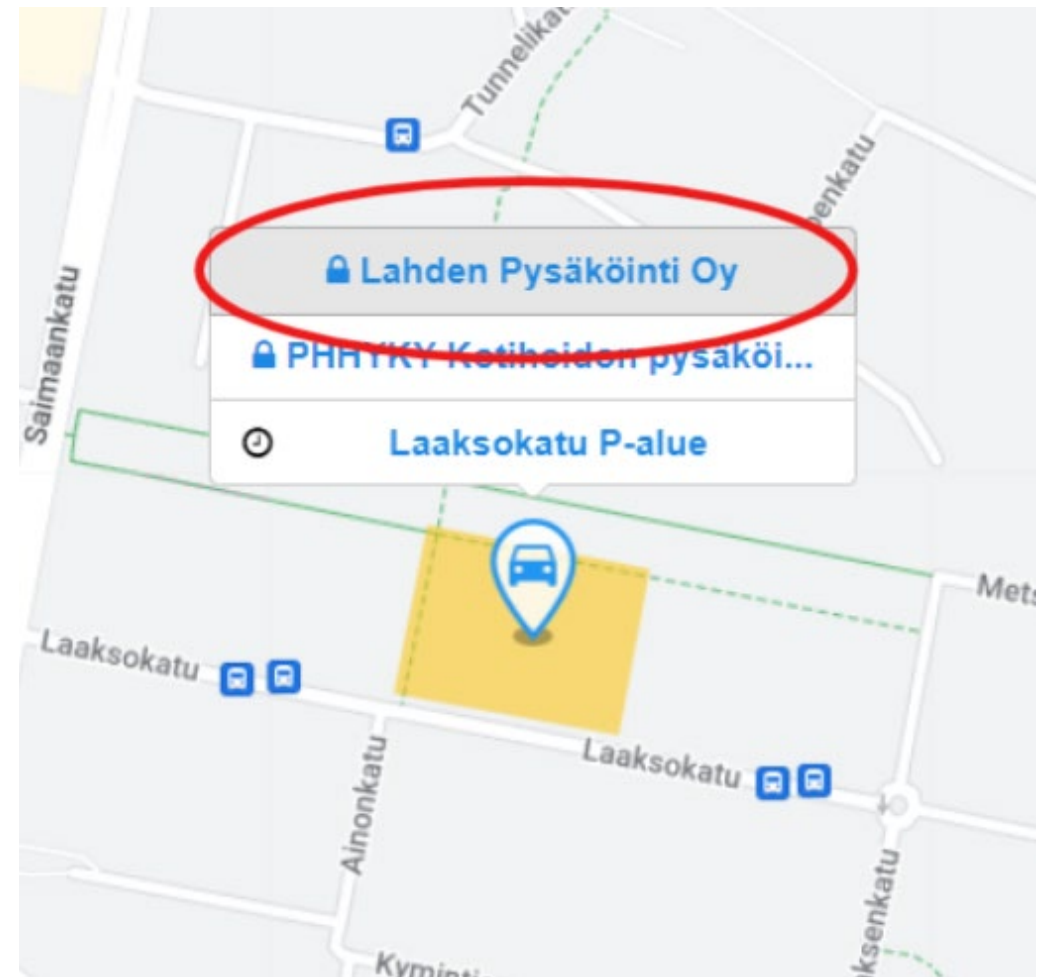 Tunnelikatu
Lahden Pysäköinti Oy
PHHYKY Kotihoidon pysäköi...
Laaksokatu P-alue
Saimaankatu
Laaksokatu
Laaksokatu
Ainonkatu